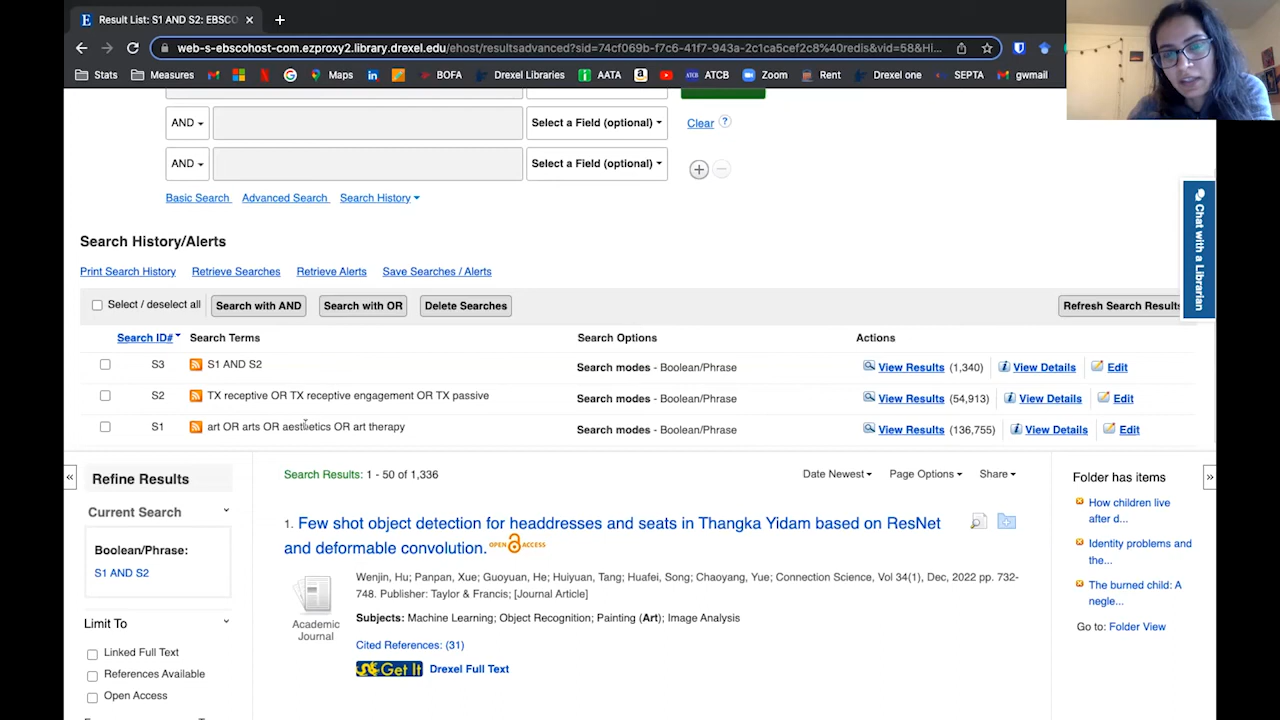 Result List: S1 AND S2: EBSCO
web-s-ebscohost-com.ezproxy2.library.drexel.edu/ehost/resultsadvanced?sid=74cf069b-f7c6-41f7-943a-2c1ca5cef2c8%40redis&vid=58&Hi...
Stats Measures Maps BOFA Drexel Libraries AATA ATCB Zoom Rent Drexel one SEPTA gwmail
AND Select a Field (optional) Clear ?
AND Select a Field (optional)
Basic Search Advanced Search Search History
Chat with a Librarian
Search History/Alerts
Print Search History Retrieve Searches Retrieve Alerts Save Searches / Alerts
Select / deselect all Search with AND Search with OR Delete Searches Refresh Search Results
Search ID# Search Terms Search Options Actions
S3 S1 AND S2 Search modes - Boolean/Phrase View Results (1,340) View Details Edit
S2 TX receptive OR TX receptive engagement OR TX passive Search modes - Boolean/Phrase View Results (54,913) View Details Edit
S1 art OR arts OR aesthetics OR art therapy Search modes - Boolean/Phrase View Results (136,755) View Details Edit
« Refine Results
Current Search
Boolean/Phrase:
S1 AND S2
Limit To
Linked Full Text
References Available
Open Access
Search Results: 1 - 50 of 1,336 Date Newest Page Options Share
1. Few shot object detection for headdresses and seats in Thangka Yidam based on ResNet
and deformable convolution. OPEN ACCESS
Academic
Journal
Wenjin, Hu; Panpan, Xue; Guoyuan, He; Huiyuan, Tang; Huafei, Song; Chaoyang, Yue; Connection Science, Vol 34(1), Dec, 2022 pp. 732-
748. Publisher: Taylor & Francis; [Journal Article]
Subjects: Machine Learning; Object Recognition; Painting (Art); Image Analysis
Cited References: (31)
Get It Drexel Full Text
Folder has items »
How children live
after d...
Identity problems and
the...
The burned child: A
negle...
Go to: Folder View